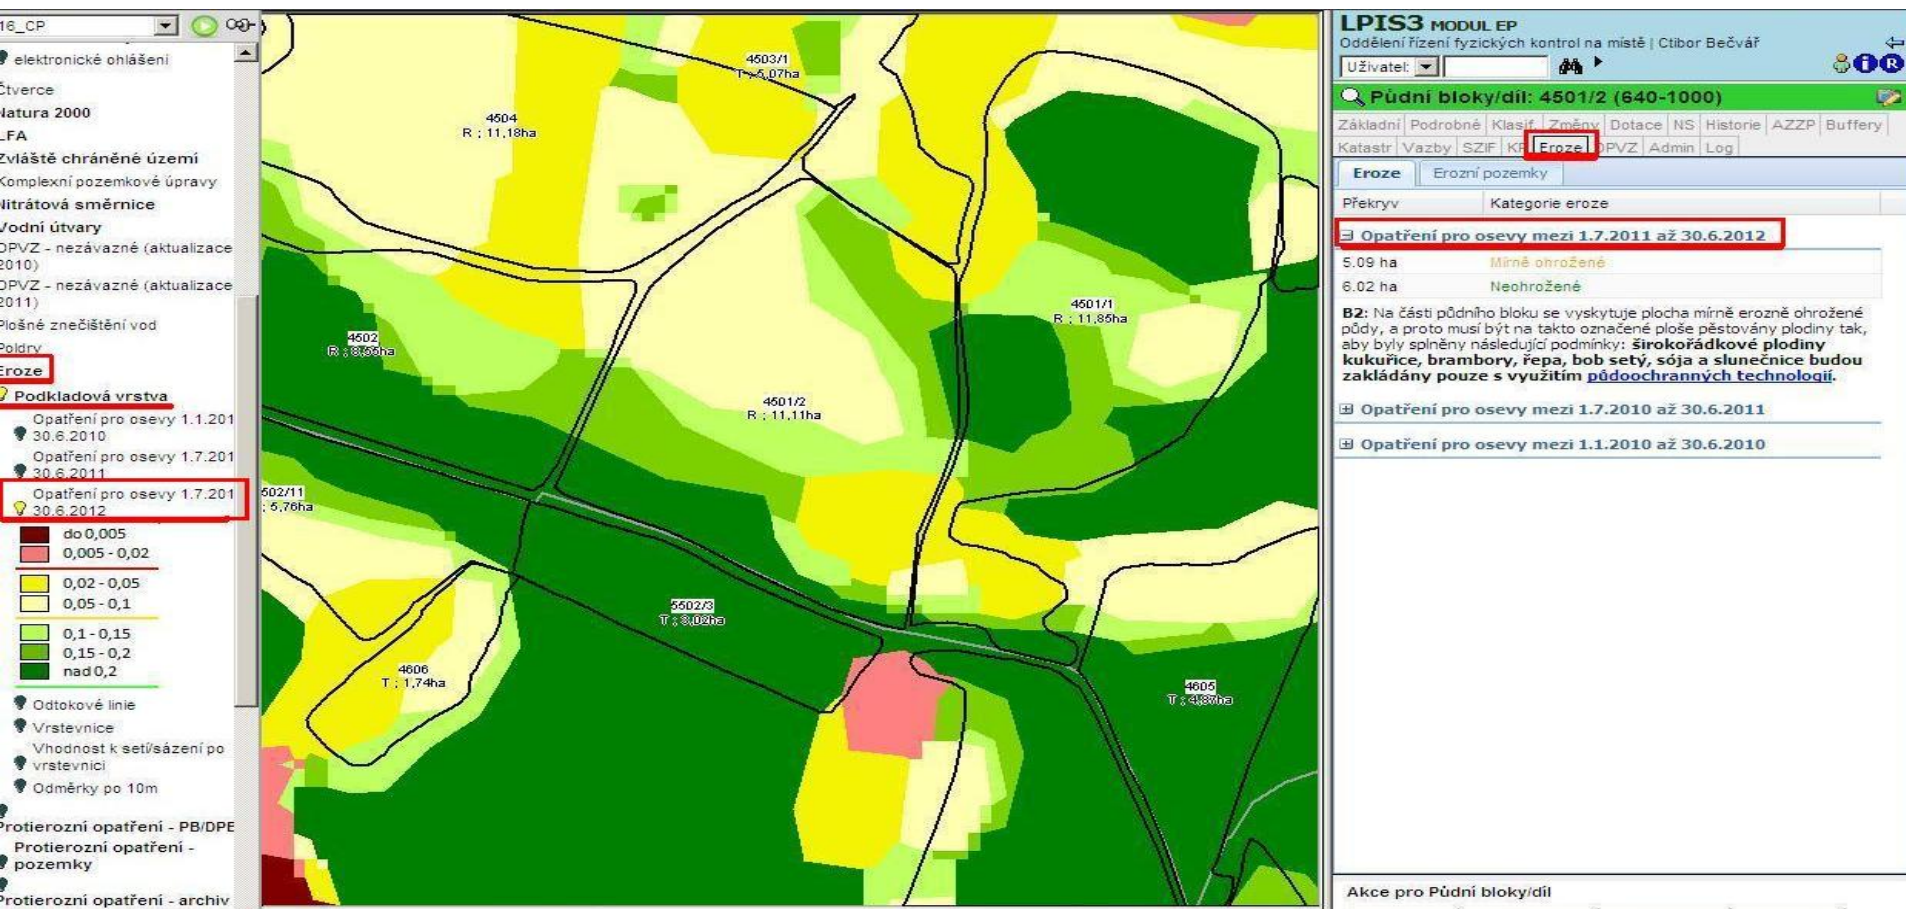 16_CP
elektronické ohlášení
Čtverce
Natura 2000
LFA
Zvláště chráněné území
Komplexní pozemkové úpravy
Nitrátová směrnice
Vodní útvary
OPVZ - nezávazné (aktualizace
2010)
OPVZ - nezávazné (aktualizace
2011)
Plošné znečištění vod
Poldry
Eroze
Podkladová vrstva
Opatření pro osevy 1.1.201
30.6.2010
Opatření pro osevy 1.7.201
30.6.2011
Opatření pro osevy 1.7.201
30.6.2012
do 0,005
0,005 - 0,02
0,02 - 0,05
0,05 - 0,1
0,1 - 0,15
0,15 - 0,2
nad 0,2
Odtokové linie
Vrstevnice
Vhodnost k setí/sázení po
vrstevnici
Odměrky po 10m
Protierozní opatření - PB/DPB
Protierozní opatření -
pozemky
Protierozní opatření - archiv
4503/1
T ; 5,07ha
4504
R ; 11,18ha
4501/1
R ; 11,85ha
4502
R ; 8,55ha
4501/2
R ; 11,11ha
502/11
; 5,76ha
5502/3
T ; 3,02ha
4606
T ; 1,74ha
4605
T ; 4,87ha
LPIS3 MODUL EP
Oddělení řízení fyzických kontrol na místě | Ctibor Bečvář
Uživatel:
Půdní bloky/díl: 4501/2 (640-1000)
Základní Podrobné Klasif. Změny Dotace NS Historie AZZP Buffery
Katastr Vazby SZIF Eroze OPVZ Admin Log
Eroze Erozní pozemky
Překryv Kategorie eroze
Opatření pro osevy mezi 1.7.2011 až 30.6.2012
5.09 ha Mírně ohrožené
6.02 ha Neohrožené
B2: Na části půdního bloku se vyskytuje plocha mírně erozně ohrožené
půdy, a proto musí být na takto označené ploše pěstovány plodiny tak,
aby byly splněny následující podmínky: širokořádkové plodiny
kukuřice, brambory, řepa, bob setý, sója a slunečnice budou
zakládány pouze s využitím půdoochranných technologií.
Opatření pro osevy mezi 1.7.2010 až 30.6.2011
Opatření pro osevy mezi 1.1.2010 až 30.6.2010
Akce pro Půdní bloky/díl